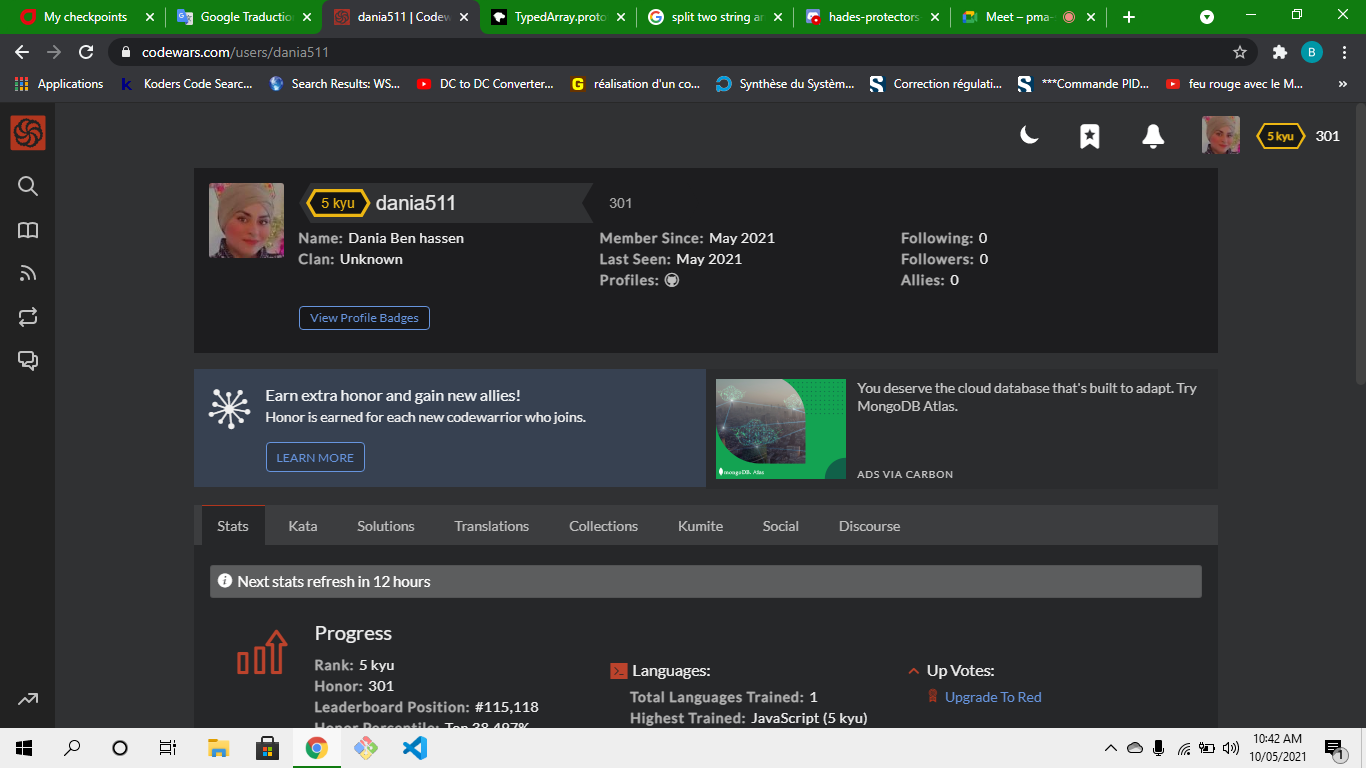 My checkpoints
Google Traductio
dania511 | Codew
TypedArray.proto
split two string ar
hades-protectors
Meet – pma-
codewars.com/users/dania511
B
Applications
Koders Code Searc...
Search Results: WS...
DC to DC Converter...
réalisation d'un co...
Synthèse du Systèm...
Correction régulati...
***Commande PID...
feu rouge avec le M...
»
5 kyu 301
5 kyu dania511 301
Name: Dania Ben hassen
Clan: Unknown
Member Since: May 2021
Last Seen: May 2021
Profiles:
Following: 0
Followers: 0
Allies: 0
View Profile Badges
Earn extra honor and gain new allies!
Honor is earned for each new codewarrior who joins.
LEARN MORE
mongoDB. Atlas
You deserve the cloud database that's built to adapt. Try
MongoDB Atlas.
ADS VIA CARBON
Stats Kata Solutions Translations Collections Kumite Social Discourse
Next stats refresh in 12 hours
Progress
Rank: 5 kyu
Honor: 301
Leaderboard Position: #115,118
Honor Percentile: Top 38.497%
Languages:
Total Languages Trained: 1
Highest Trained: JavaScript (5 kyu)
Up Votes:
Upgrade To Red
10:42 AM
10/05/2021
1